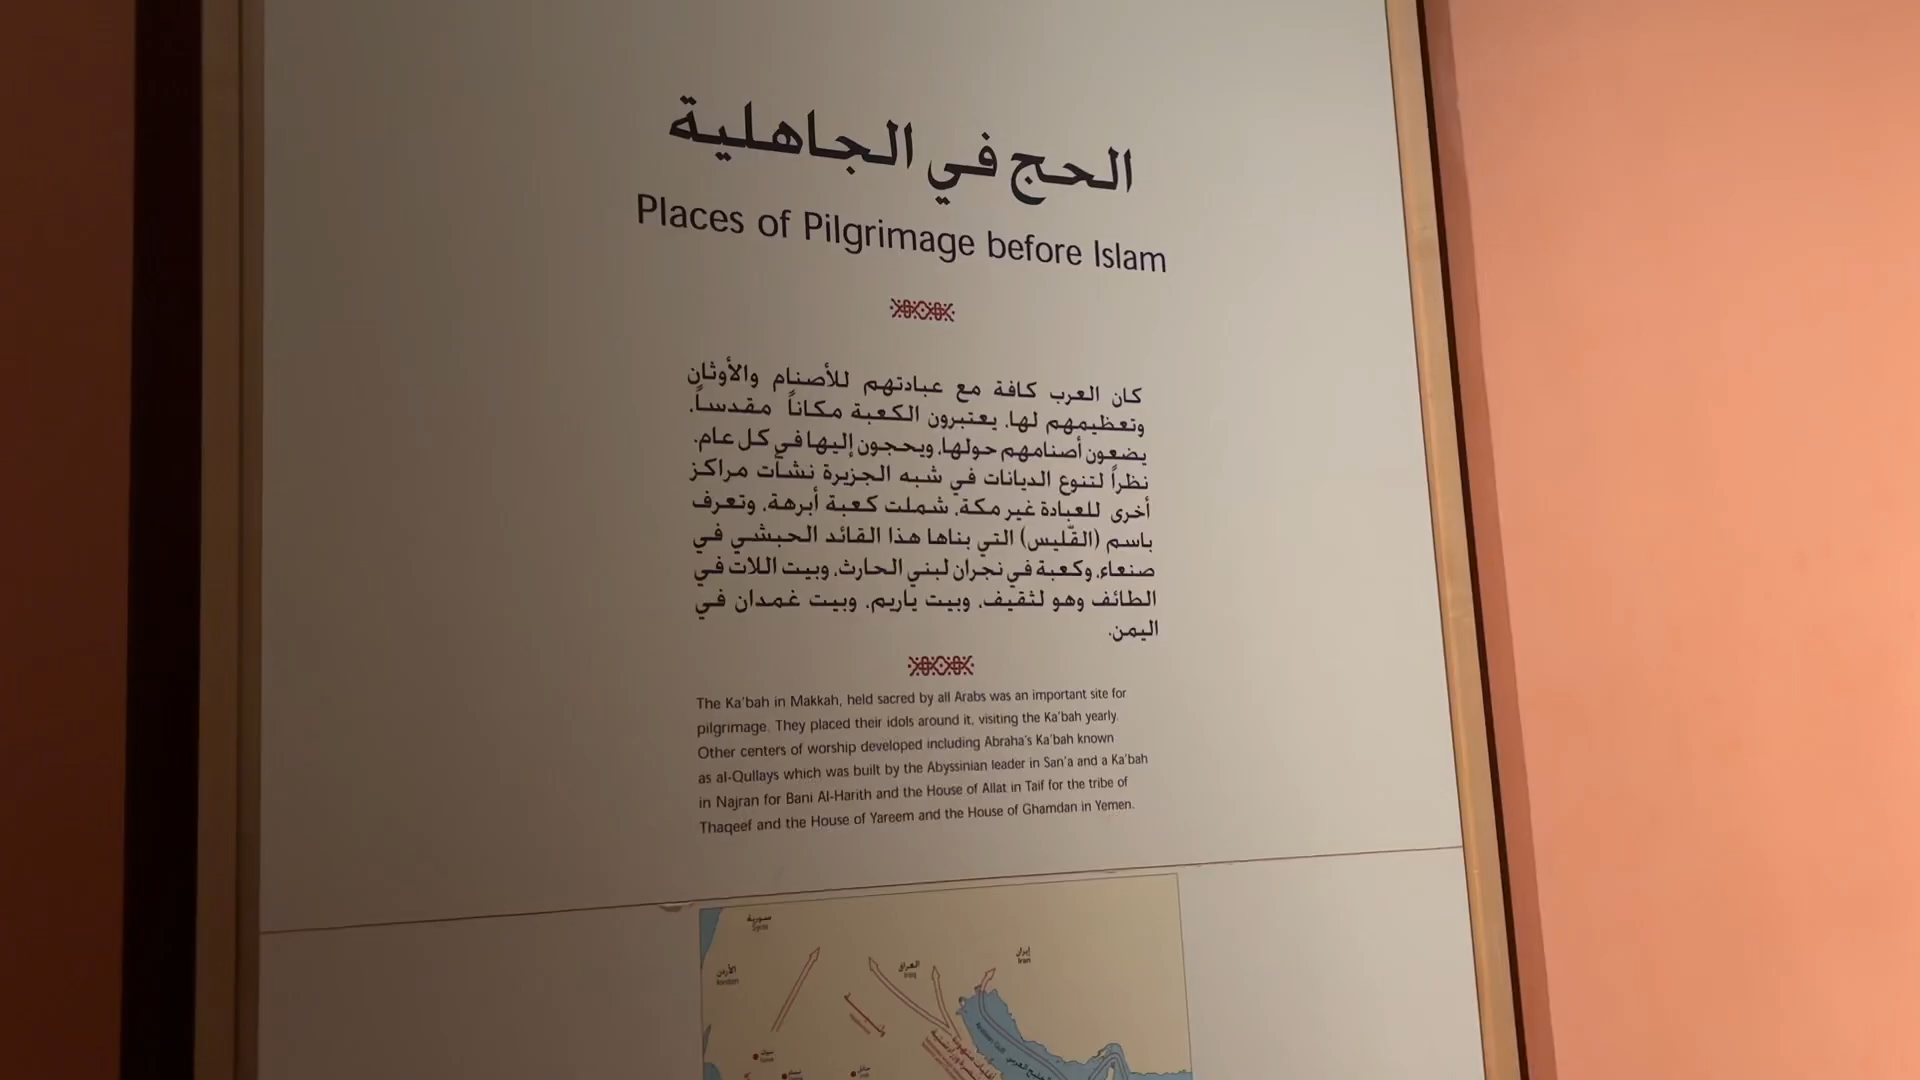 الحج في الجاهلية
Places of Pilgrimage before Islam
كان العرب كافة مع عبادتهم للأصنام والأوثان
وتعظيمهم لها، يعتبرون الكعبة مكاناً مقدساً،
يضعون أصنامهم حولها، ويحجون إليها في كل عام.
نظراً لتنوع الديانات في شبه الجزيرة نشأت مراكز
أخرى للعبادة غير مكة، شملت كعبة أبرهة، وتعرف
باسم (القّليس) التي بناها هذا القائد الحبشي في
صنعاء، وكعبة في نجران لبني الحارث، وبيت اللات في
الطائف وهو لثقيف، وبيت ياريم، وبيت غمدان في
اليمن.
The Ka'bah in Makkah, held sacred by all Arabs was an important site for
pilgrimage. They placed their idols around it, visiting the Ka'bah yearly.
Other centers of worship developed including Abraha's Ka'bah known
as al-Qullays which was built by the Abyssinian leader in San'a and a Ka'bah
in Najran for Bani Al-Harith and the House of Allat in Taif for the tribe of
Thaqeef and the House of Yareem and the House of Ghamdan in Yemen.
سورية
Syria
إيران
Iran
العراق
Iraq
الأردن
Jordan
تبوك
تيماء
حائل